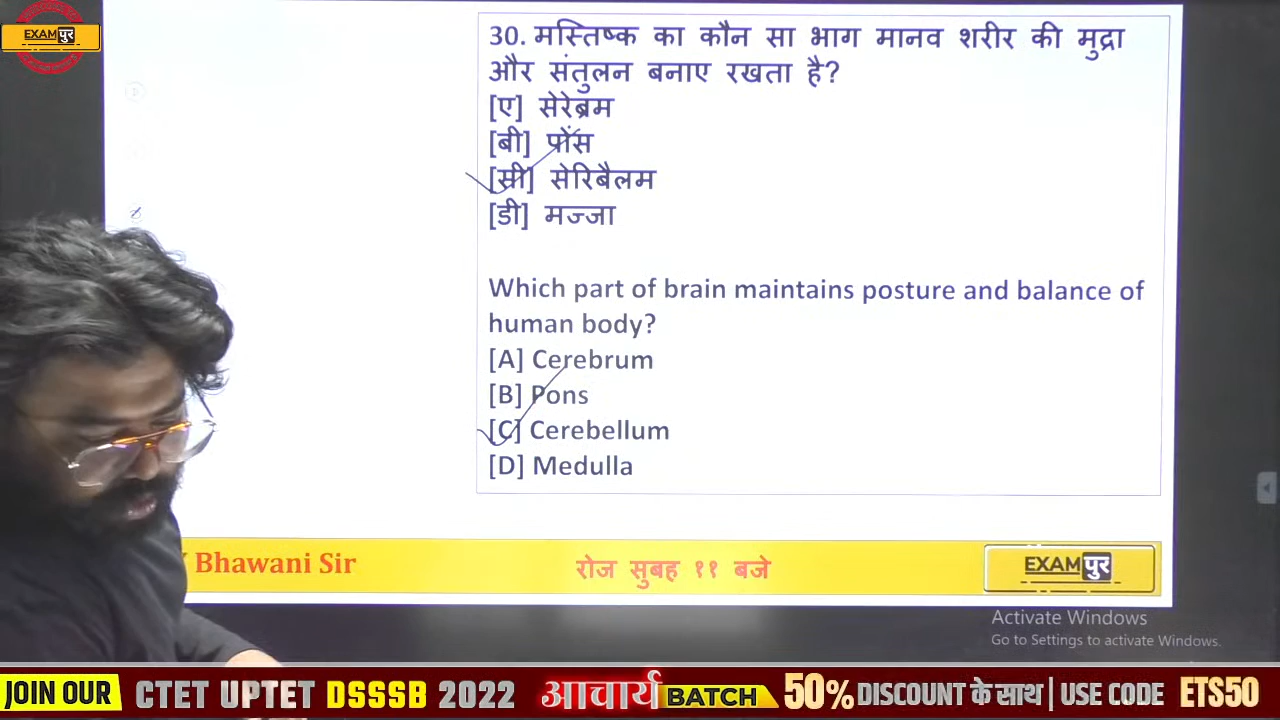 EXAMपुर
30. मस्तिष्क का कौन सा भाग मानव शरीर की मुद्रा
और संतुलन बनाए रखता है?
[ए] सेरेब्रम
[बी] पोंस
[सी] सेरिबैलम
[डी] मज्जा
Which part of brain maintains posture and balance of
human body?
[A] Cerebrum
[B] Pons
[C] Cerebellum
[D] Medulla
Bhawani Sir
रोज सुबह ११ बजे
EXAMपुर
Activate Windows
Go to Settings to activate Windows.
JOIN OUR CTET UPTET DSSSB 2022 आचार्य BATCH 50% DISCOUNT के साथ | USE CODE ETS50